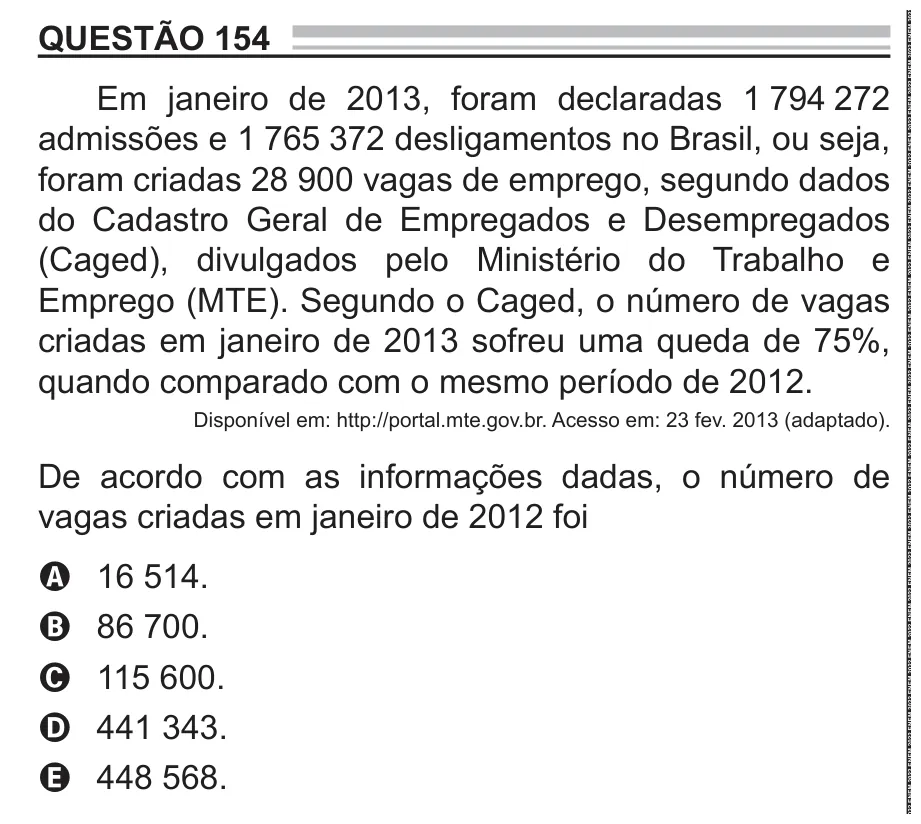 QUESTÃO 154
Em janeiro de 2013, foram declaradas 1 794 272
admissões e 1 765 372 desligamentos no Brasil, ou seja,
foram criadas 28 900 vagas de emprego, segundo dados
do Cadastro Geral de Empregados e Desempregados
(Caged), divulgados pelo Ministério do Trabalho e
Emprego (MTE). Segundo o Caged, o número de vagas
criadas em janeiro de 2013 sofreu uma queda de 75%,
quando comparado com o mesmo período de 2012.
Disponível em: http://portal.mte.gov.br. Acesso em: 23 fev. 2013 (adaptado).
De acordo com as informações dadas, o número de
vagas criadas em janeiro de 2012 foi
A 16 514.
B 86 700.
C 115 600.
D 441 343.
E 448 568.